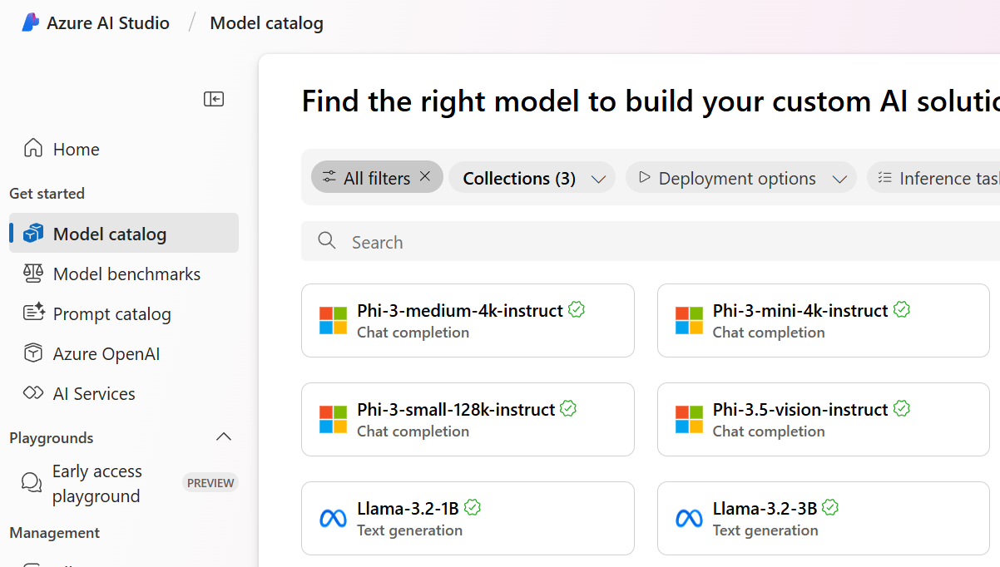 Azure AI Studio / Model catalog
Find the right model to build your custom AI
Home
Get started
Model catalog
Model benchmarks
Prompt catalog
Azure OpenAI
AI Services
Playgrounds
Early access
playground
PREVIEW
Management
All filters
Collections (3)
Deployment options
Inference
Search
Phi-3-medium-4k-instruct
Chat completion
Phi-3-mini-4k-instruct
Chat completion
Phi-3-small-128k-instruct
Chat completion
Phi-3.5-vision-instruct
Chat completion
Llama-3.2-1B
Text generation
Llama-3.2-3B
Text generation